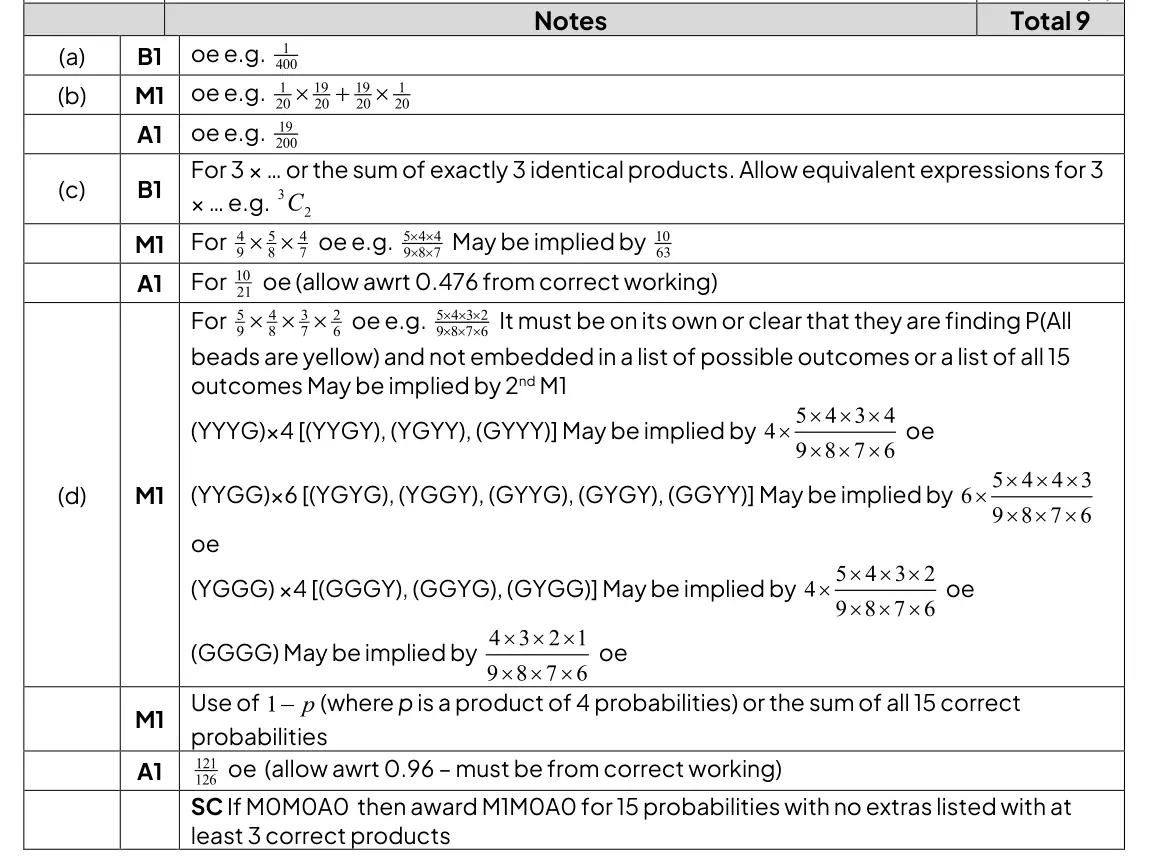 Notes Total 9
(a) B1 oe e.g. 1/400
(b) M1 oe e.g. 1/20 × 19/20 + 19/20 × 1/20
A1 oe e.g. 19/200
For 3 × ... or the sum of exactly 3 identical products. Allow equivalent expressions for 3
(c) B1
× ... e.g. ³C₂
M1 For 4/9 × 5/8 × 4/7 oe e.g. 5×4×4/9×8×7 May be implied by 10/63
A1 For 10/21 oe (allow awrt 0.476 from correct working)
For 5/9 × 4/8 × 3/7 × 2/6 oe e.g. 5×4×3×2/9×8×7×6 It must be on its own or clear that they are finding P(All
beads are yellow) and not embedded in a list of possible outcomes or a list of all 15
outcomes May be implied by 2nd M1
(YYYG)×4 [(YYGY), (YGYY), (GYYY)] May be implied by 4× 5×4×3×4/9×8×7×6 oe
(d) M1 (YYGG)×6 [(YGYG), (YGGY), (GYYG), (GYGY), (GGYY)] May be implied by 6× 5×4×4×3/9×8×7×6
oe
(YGGG) ×4 [(GGGY), (GGYG), (GYGG)] May be implied by 4× 5×4×3×2/9×8×7×6 oe
(GGGG) May be implied by 4×3×2×1/9×8×7×6 oe
Use of 1 – p (where p is a product of 4 probabilities) or the sum of all 15 correct
M1
probabilities
A1 121/126 oe (allow awrt 0.96 – must be from correct working)
SC If M0M0A0 then award M1M0A0 for 15 probabilities with no extras listed with at
least 3 correct products